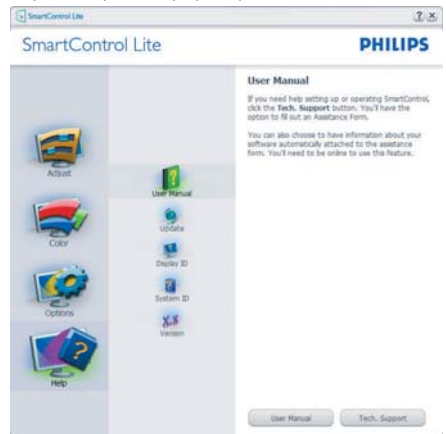 SmartControl Lite
SmartControl Lite
PHILIPS
Adjust
Color
Options
Help
User Manual
Update
Display ID
System ID
Version
User Manual
If you need help setting up or operating SmartControl,
click the Tech. Support button. You'll have the
option to fill out an Assistance Form.
You can also choose to have information about your
software automatically attached to the assistance
form. You'll need to be online to use this feature.
User Manual
Tech. Support